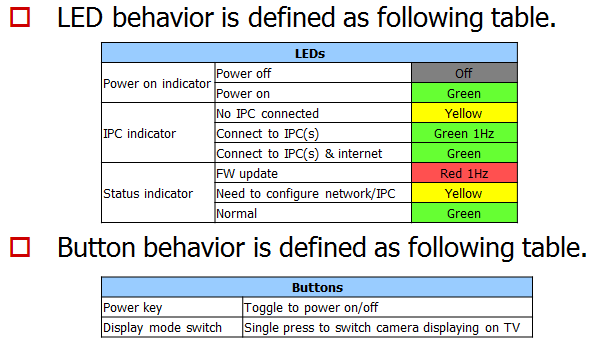 LED behavior is defined as following table.
LEDs
Power on indicator Power off Off
Power on Green
IPC indicator No IPC connected Yellow
Connect to IPC(s) Green 1Hz
Connect to IPC(s) & internet Green
Status indicator FW update Red 1Hz
Need to configure network/IPC Yellow
Normal Green
Button behavior is defined as following table.
Buttons
Power key Toggle to power on/off
Display mode switch Single press to switch camera displaying on TV